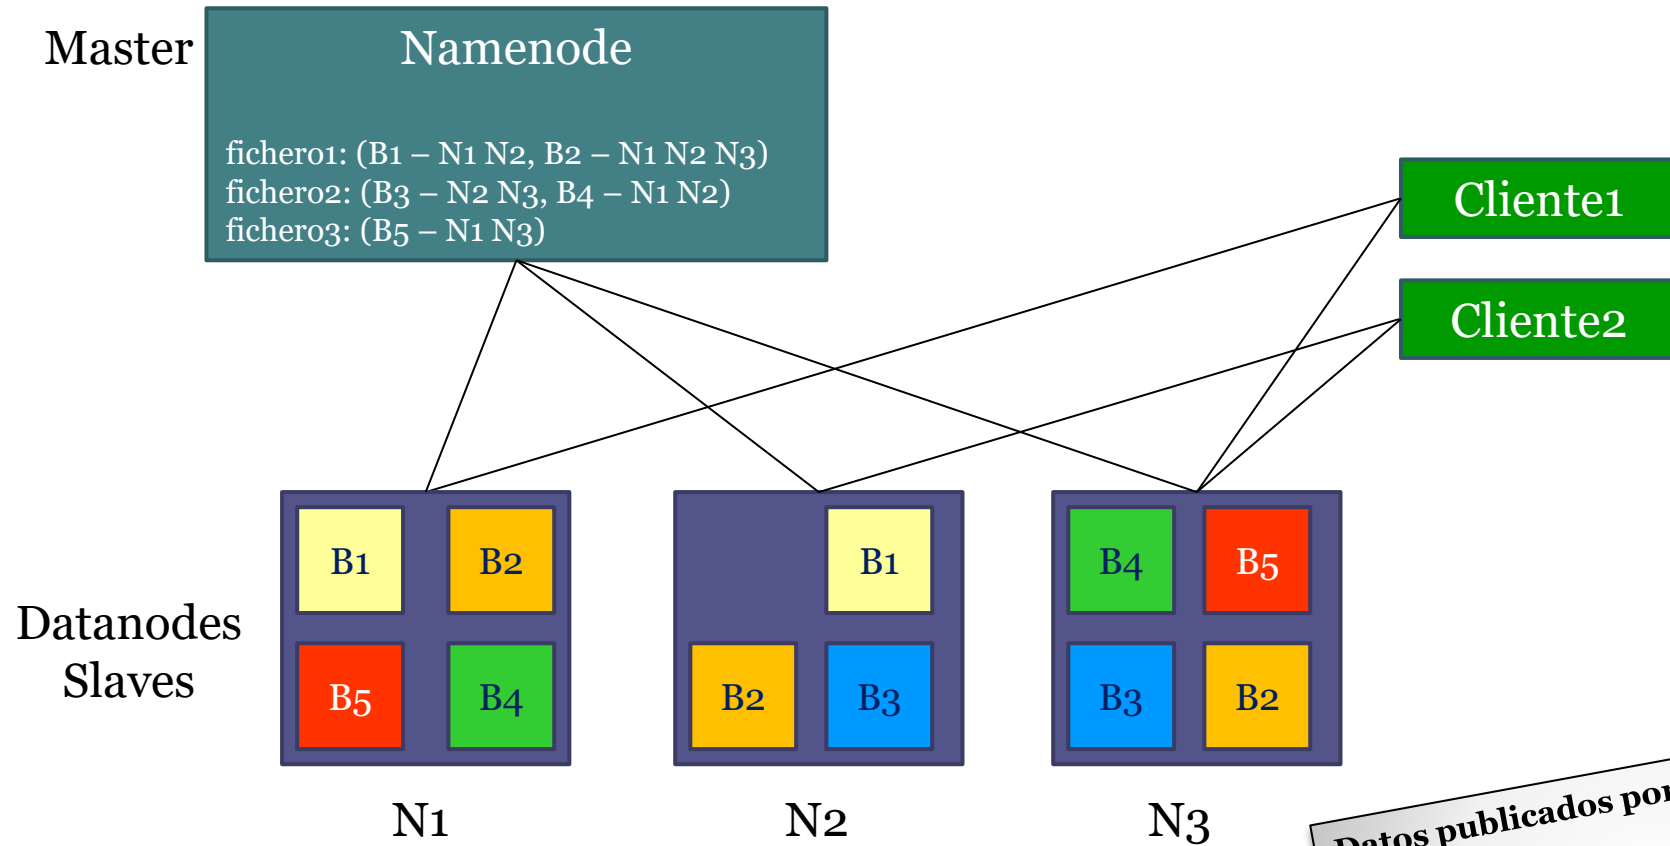 Master
Namenode
fichero1: (B1 – N1 N2, B2 – N1 N2 N3)
fichero2: (B3 – N2 N3, B4 – N1 N2)
fichero3: (B5 – N1 N3)
Cliente1
Cliente2
Datanodes
Slaves
B1
B2
B5
B4
B1
B2
B3
B4
B5
B3
B2
N1
N2
N3
Datos publicados por